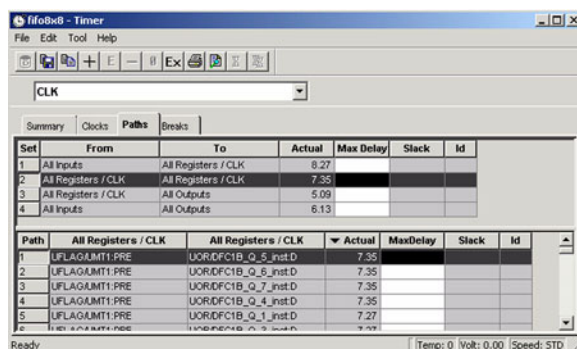 fifo8x8 - Timer
File Edit Tool Help
E Ex
CLK
Summary Clocks Paths Breaks
Set From To Actual Max Delay Slack Id
1 All Inputs All Registers / CLK 8.27
2 All Registers / CLK All Registers / CLK 7.35
3 All Registers / CLK All Outputs 5.09
4 All Inputs All Outputs 6.13
Path All Registers / CLK All Registers / CLK Actual MaxDelay Slack Id
1 UFLAG/UMT1:PRE UOR/DFC1B_Q_5_inst:D 7.35
2 UFLAG/UMT1:PRE UOR/DFC1B_Q_6_inst:D 7.35
3 UFLAG/UMT1:PRE UOR/DFC1B_Q_7_inst:D 7.35
4 UFLAG/UMT1:PRE UOR/DFC1B_Q_4_inst:D 7.35
5 UFLAG/UMT1:PRE UOR/DFC1B_Q_1_inst:D 7.27
Ready Temp: 0 Volt: 0.00 Speed: STD